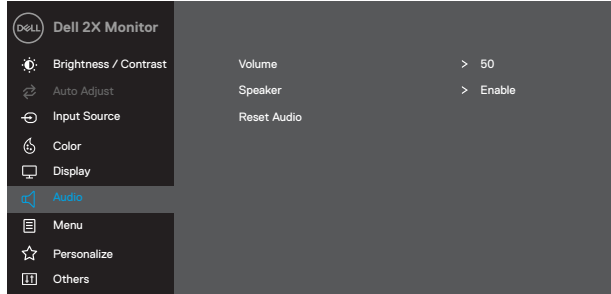 DELL Dell 2X Monitor
Brightness / Contrast
Volume > 50
Auto Adjust
Speaker > Enable
Input Source
Reset Audio
Color
Display
Audio
Menu
Personalize
Others